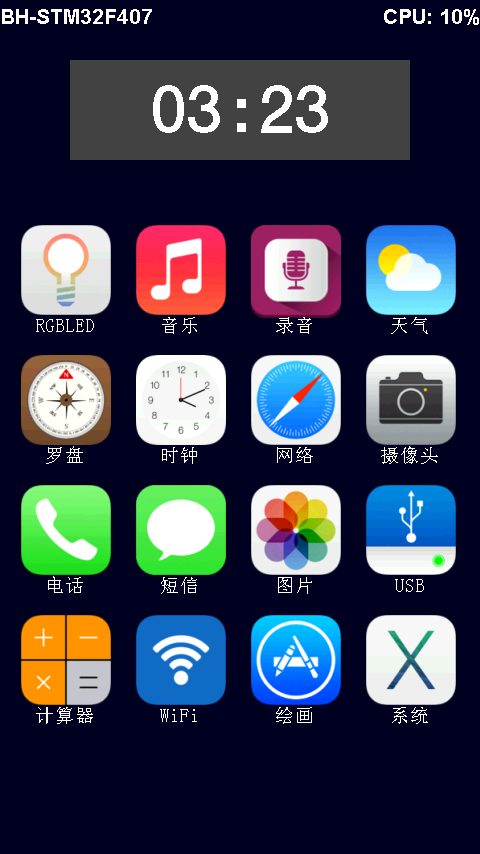 BH-STM32F407 CPU: 10%
03:23
RGBLED 音乐 录音 天气
罗盘 时钟 网络 摄像头
电话 短信 图片 USB
计算器 WiFi 绘画 系统